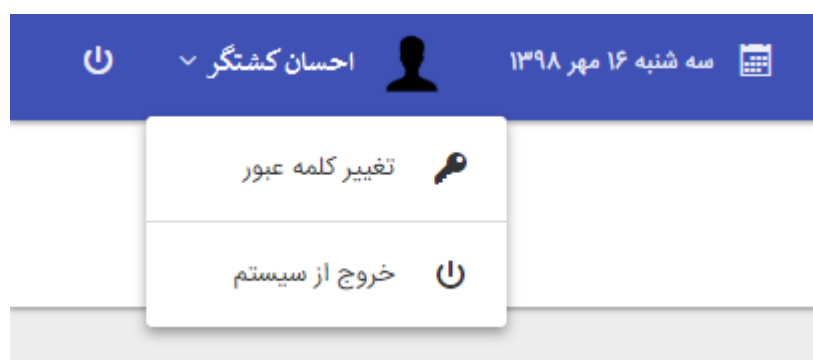 سه شنبه ۱۶ مهر ۱۳۹۸
احسان کشتگر
تغییر کلمه عبور
خروج از سیستم